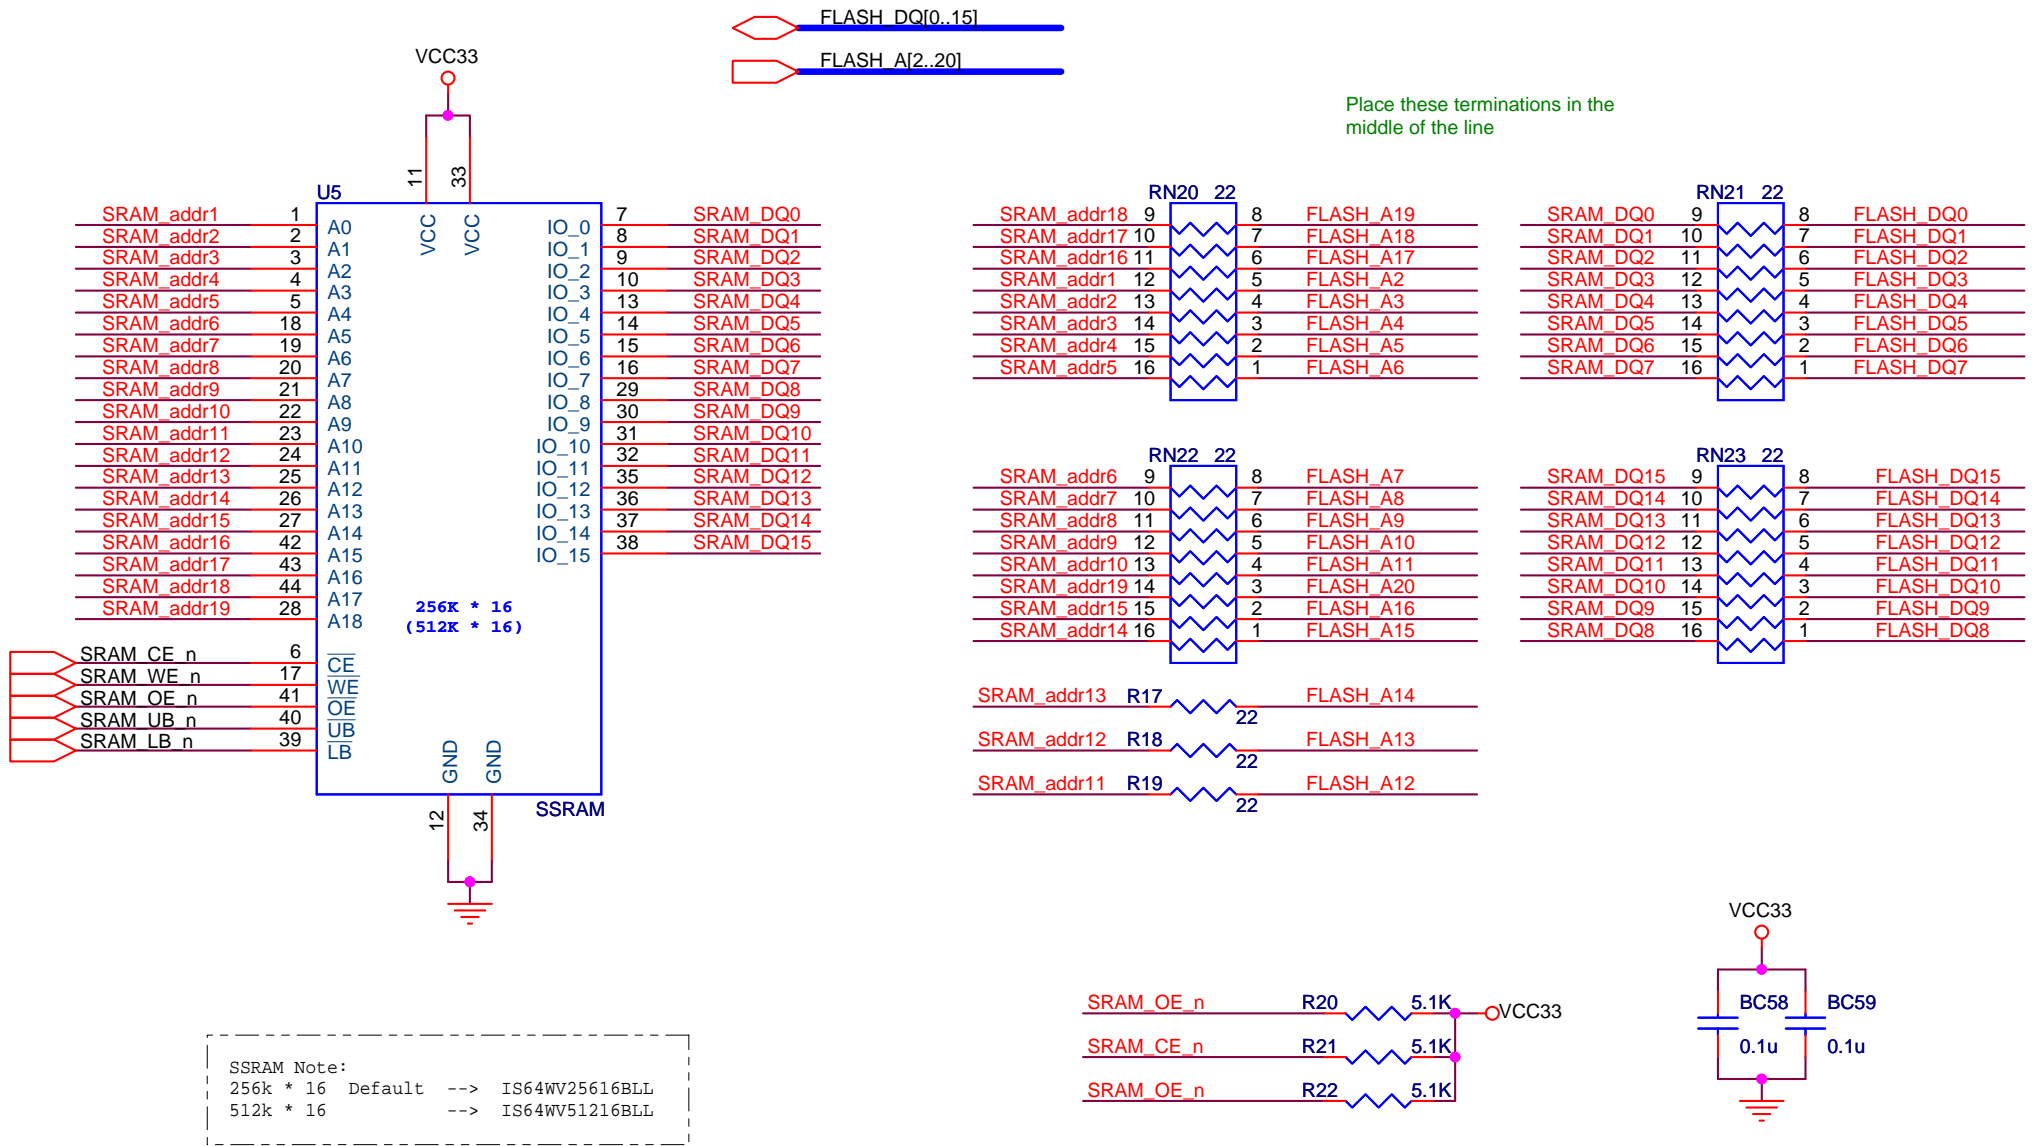 FLASH_DQ[0..15]
FLASH_A[2..20]
VCC33
Place these terminations in the
middle of the line
11
33
U5
VCC
VCC
SRAM_addr1 1 A0 IO_0 7 SRAM_DQ0
SRAM_addr2 2 A1 IO_1 8 SRAM_DQ1
SRAM_addr3 3 A2 IO_2 9 SRAM_DQ2
SRAM_addr4 4 A3 IO_3 10 SRAM_DQ3
SRAM_addr5 5 A4 IO_4 13 SRAM_DQ4
SRAM_addr6 18 A5 IO_5 14 SRAM_DQ5
SRAM_addr7 19 A6 IO_6 15 SRAM_DQ6
SRAM_addr8 20 A7 IO_7 16 SRAM_DQ7
SRAM_addr9 21 A8 IO_8 29 SRAM_DQ8
SRAM_addr10 22 A9 IO_9 30 SRAM_DQ9
SRAM_addr11 23 A10 IO_10 31 SRAM_DQ10
SRAM_addr12 24 A11 IO_11 32 SRAM_DQ11
SRAM_addr13 25 A12 IO_12 35 SRAM_DQ12
SRAM_addr14 26 A13 IO_13 36 SRAM_DQ13
SRAM_addr15 27 A14 IO_14 37 SRAM_DQ14
SRAM_addr16 42 A15 IO_15 38 SRAM_DQ15
SRAM_addr17 43 A16
SRAM_addr18 44 A17
SRAM_addr19 28 A18
256K * 16
(512K * 16)
SRAM_CE_n 6 CE
SRAM_WE_n 17 WE
SRAM_OE_n 41 OE
SRAM_UB_n 40 UB
SRAM_LB_n 39 LB
GND
GND
12
34
SSRAM
RN20 22
SRAM_addr18 9 8 FLASH_A19
SRAM_addr17 10 7 FLASH_A18
SRAM_addr16 11 6 FLASH_A17
SRAM_addr1 12 5 FLASH_A2
SRAM_addr2 13 4 FLASH_A3
SRAM_addr3 14 3 FLASH_A4
SRAM_addr4 15 2 FLASH_A5
SRAM_addr5 16 1 FLASH_A6
RN21 22
SRAM_DQ0 9 8 FLASH_DQ0
SRAM_DQ1 10 7 FLASH_DQ1
SRAM_DQ2 11 6 FLASH_DQ2
SRAM_DQ3 12 5 FLASH_DQ3
SRAM_DQ4 13 4 FLASH_DQ4
SRAM_DQ5 14 3 FLASH_DQ5
SRAM_DQ6 15 2 FLASH_DQ6
SRAM_DQ7 16 1 FLASH_DQ7
RN22 22
SRAM_addr6 9 8 FLASH_A7
SRAM_addr7 10 7 FLASH_A8
SRAM_addr8 11 6 FLASH_A9
SRAM_addr9 12 5 FLASH_A10
SRAM_addr10 13 4 FLASH_A11
SRAM_addr19 14 3 FLASH_A20
SRAM_addr15 15 2 FLASH_A16
SRAM_addr14 16 1 FLASH_A15
RN23 22
SRAM_DQ15 9 8 FLASH_DQ15
SRAM_DQ14 10 7 FLASH_DQ14
SRAM_DQ13 11 6 FLASH_DQ13
SRAM_DQ12 12 5 FLASH_DQ12
SRAM_DQ11 13 4 FLASH_DQ11
SRAM_DQ10 14 3 FLASH_DQ10
SRAM_DQ9 15 2 FLASH_DQ9
SRAM_DQ8 16 1 FLASH_DQ8
SRAM_addr13 R17 22 FLASH_A14
SRAM_addr12 R18 22 FLASH_A13
SRAM_addr11 R19 22 FLASH_A12
SRAM_OE_n R20 5.1K VCC33
SRAM_CE_n R21 5.1K
SRAM_OE_n R22 5.1K
VCC33
BC58 BC59
0.1u 0.1u
SSRAM Note:
256k * 16 Default --> IS64WV25616BLL
512k * 16 --> IS64WV51216BLL